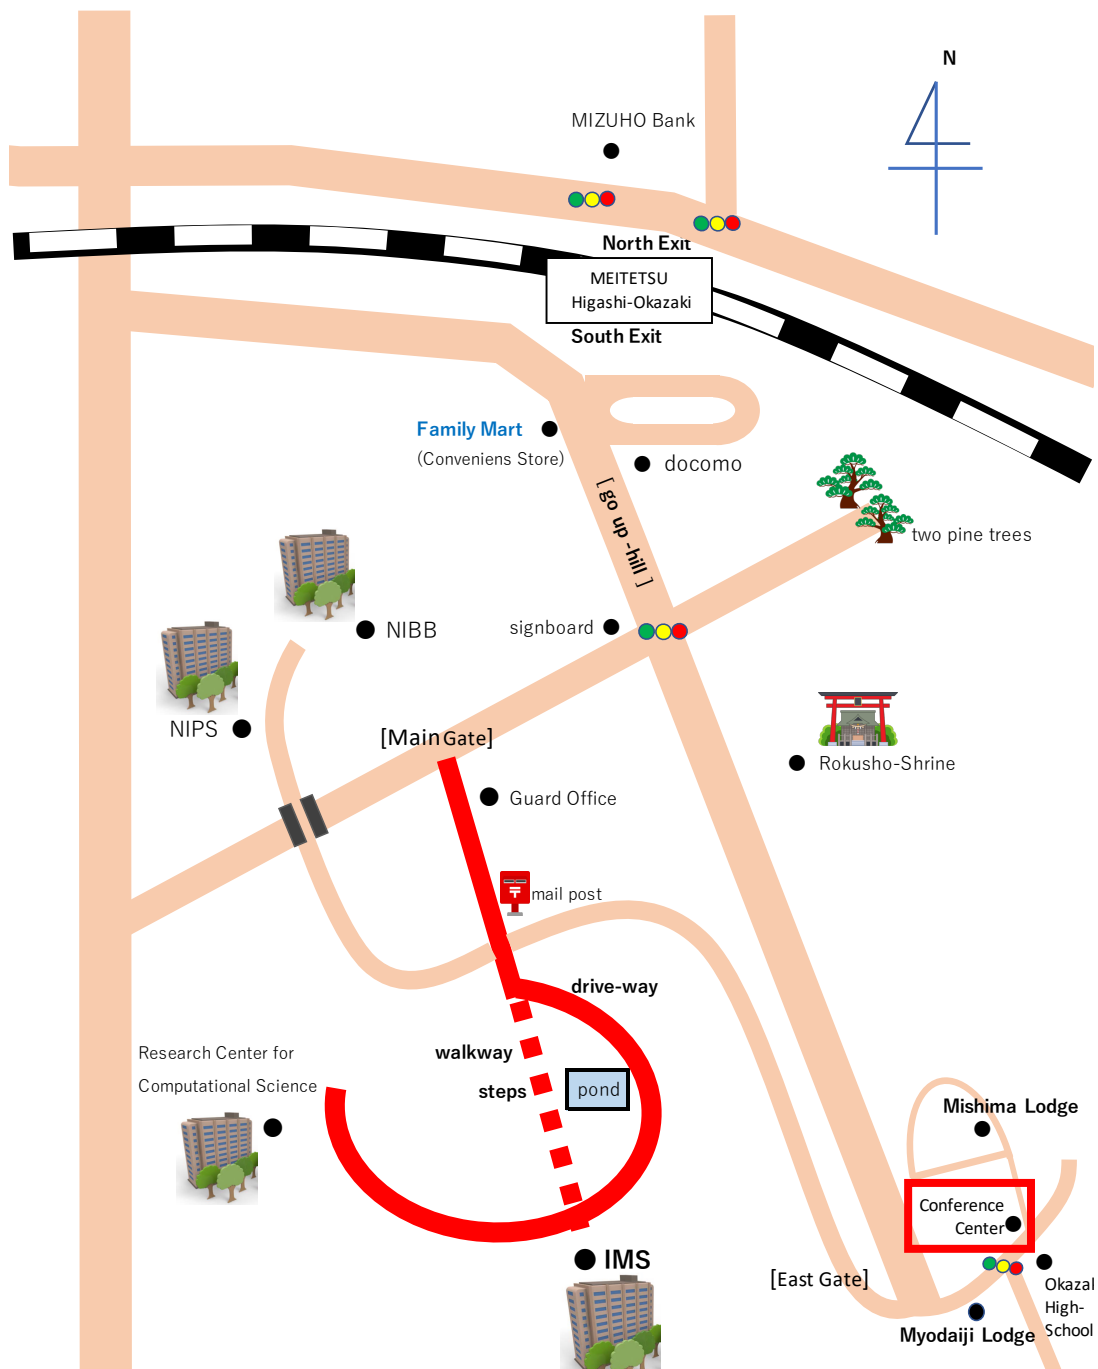 N
MIZUHO Bank
North Exit
MEITETSU
Higashi-Okazaki
South Exit
Family Mart
(Conveniens Store)
docomo
[ go up -hill ]
two pine trees
NIBB
signboard
NIPS
[Main Gate]
Rokusho-Shrine
Guard Office
〒
mail post
drive-way
Research Center for
Computational Science
walkway
steps
pond
Mishima Lodge
Conference
Center
IMS
[East Gate]
Okazal
High-
School
Myodaiji Lodge